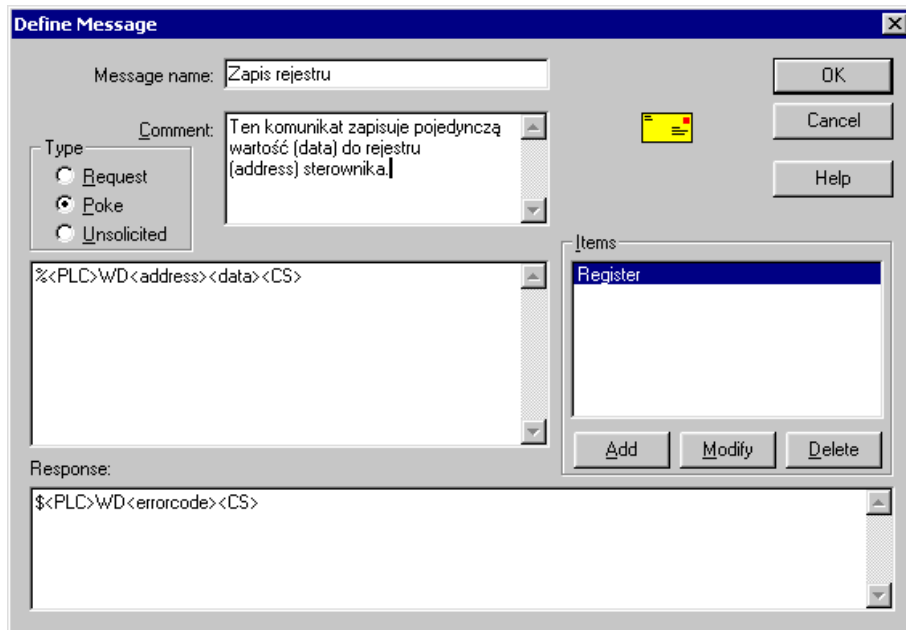 Define Message
Message name: Zapis rejestru
OK
Comment: Ten komunikat zapisuje pojedynczą
wartość (data) do rejestru
(address) sterownika.
Cancel
Type
Request
Poke
Unsolicited
Help
%<PLC>WD<address><data><CS>
Items
Register
Add Modify Delete
Response:
$<PLC>WD<errorcode><CS>